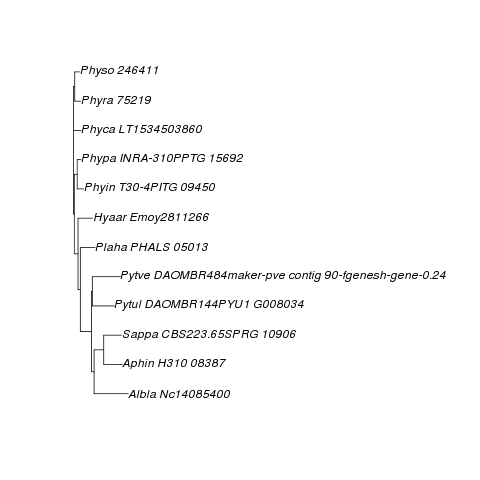 Physo 246411
Phyra 75219
Phyca LT1534503860
Phypa INRA-310PPTG 15692
Phyin T30-4PITG 09450
Hyaar Emoy2811266
Plaha PHALS 05013
Pytve DAOMBR484maker-pve contig 90-fgenesh-gene-0.24
Pytul DAOMBR144PYU1 G008034
Sappa CBS223.65SPRG 10906
Aphin H310 08387
Albla Nc14085400